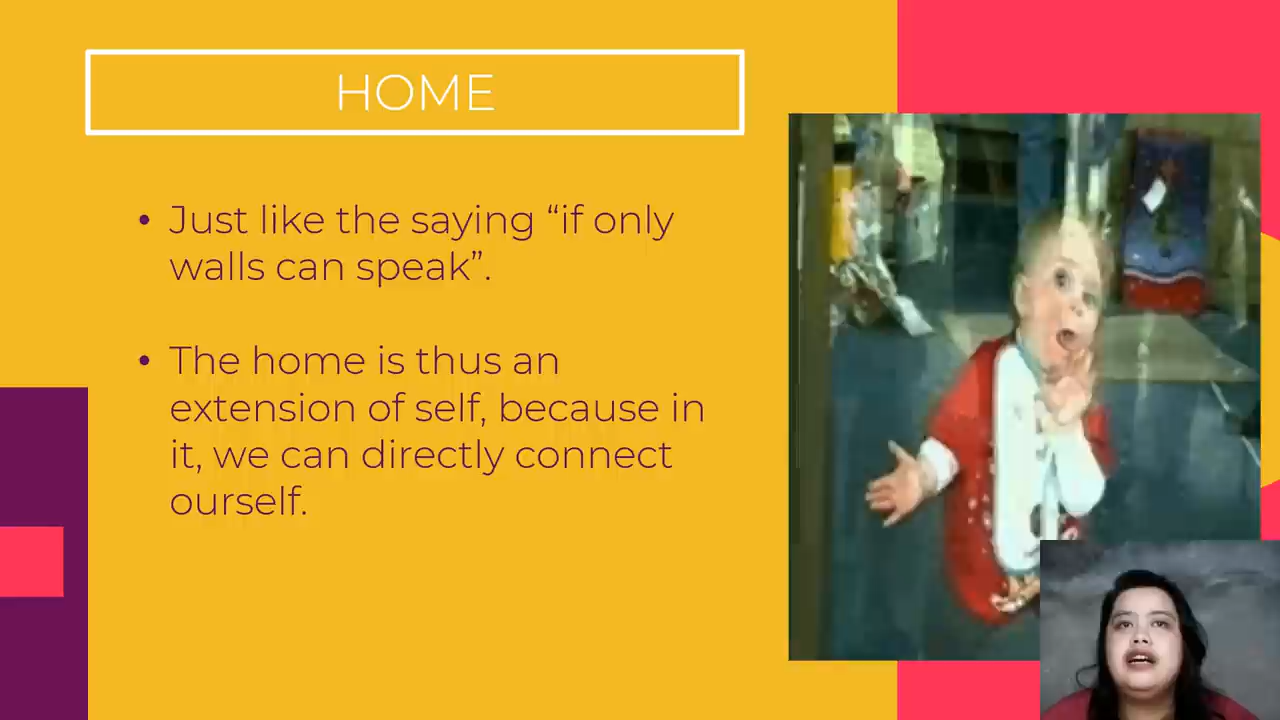 HOME
• Just like the saying “if only
walls can speak”.
• The home is thus an
extension of self, because in
it, we can directly connect
ourself.